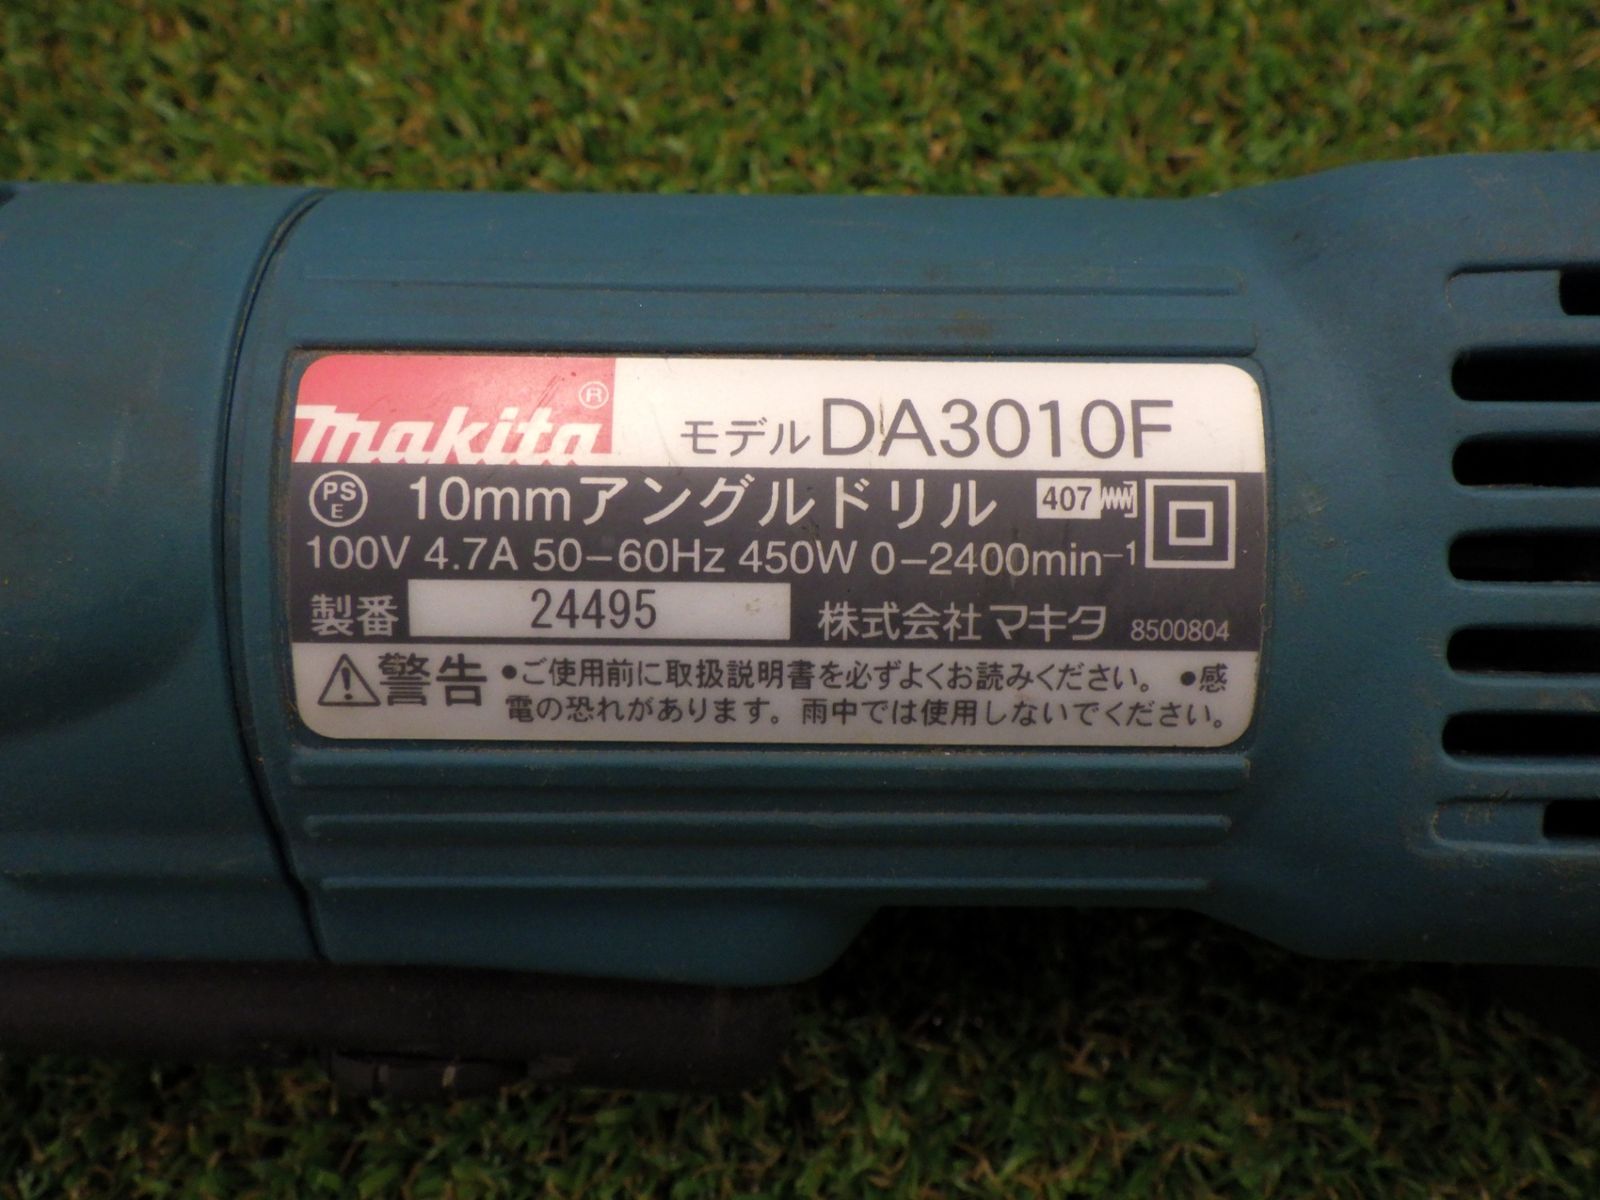 makita®
モデル DA3010F
PSE 10mmアングルドリル 407
100V 4.7A 50-60Hz 450W 0-2400min⁻¹
製番 24495 株式会社マキタ 8500804
警告 •ご使用前に取扱説明書を必ずよくお読みください。 •感
電の恐れがあります。雨中では使用しないでください。